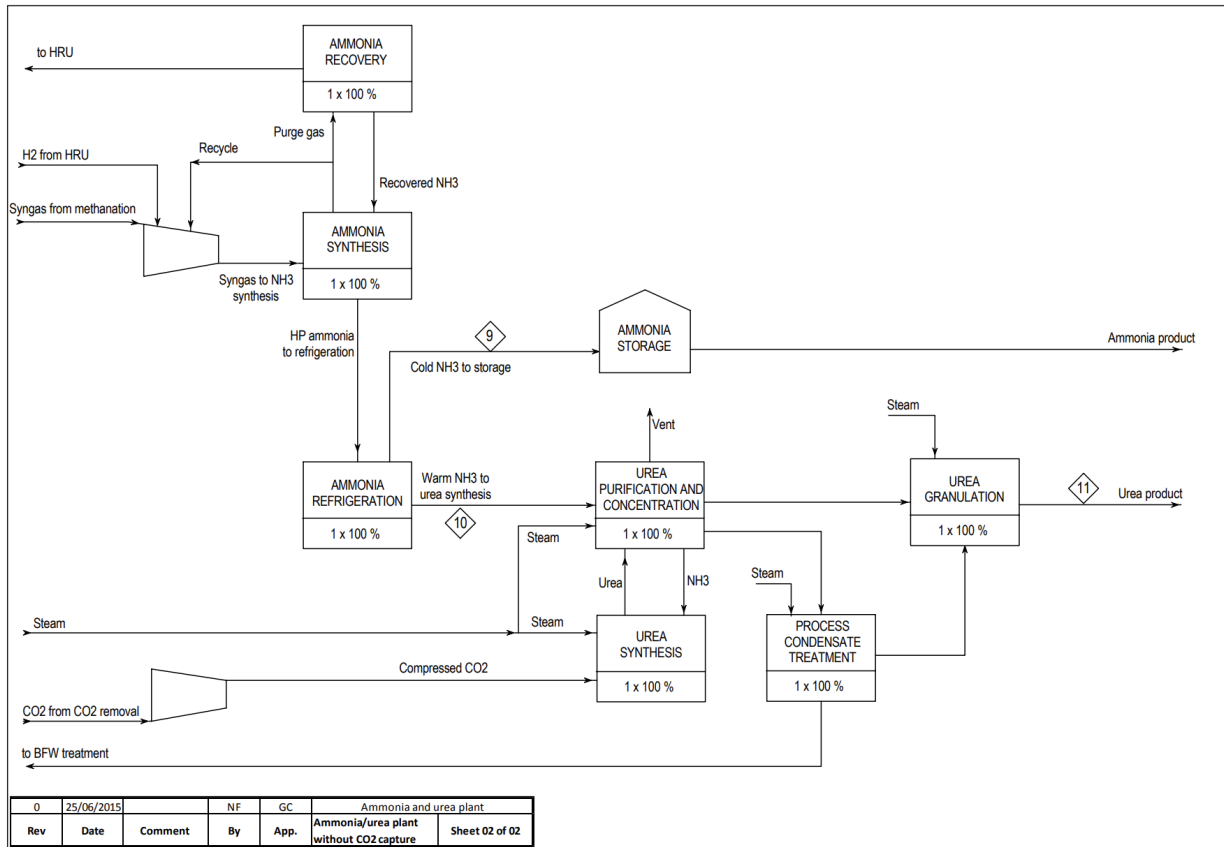 to HRU
AMMONIA
RECOVERY
1 x 100 %
Purge gas
H2 from HRU
Recycle
Recovered NH3
Syngas from methanation
AMMONIA
SYNTHESIS
Syngas to NH3
synthesis
1 x 100 %
HP ammonia
to refrigeration
9
Cold NH3 to storage
AMMONIA
STORAGE
Ammonia product
Steam
Vent
AMMONIA
REFRIGERATION
1 x 100 %
Warm NH3 to
urea synthesis
10
UREA
PURIFICATION AND
CONCENTRATION
1 x 100 %
UREA
GRANULATION
1 x 100 %
11
Urea product
Steam
Urea
NH3
Steam
Steam
Steam
UREA
SYNTHESIS
1 x 100 %
PROCESS
CONDENSATE
TREATMENT
1 x 100 %
Compressed CO2
CO2 from CO2 removal
to BFW treatment
0 25/06/2015 NF GC Ammonia and urea plant
Rev Date Comment By App. Ammonia/urea plant
without CO2 capture Sheet 02 of 02